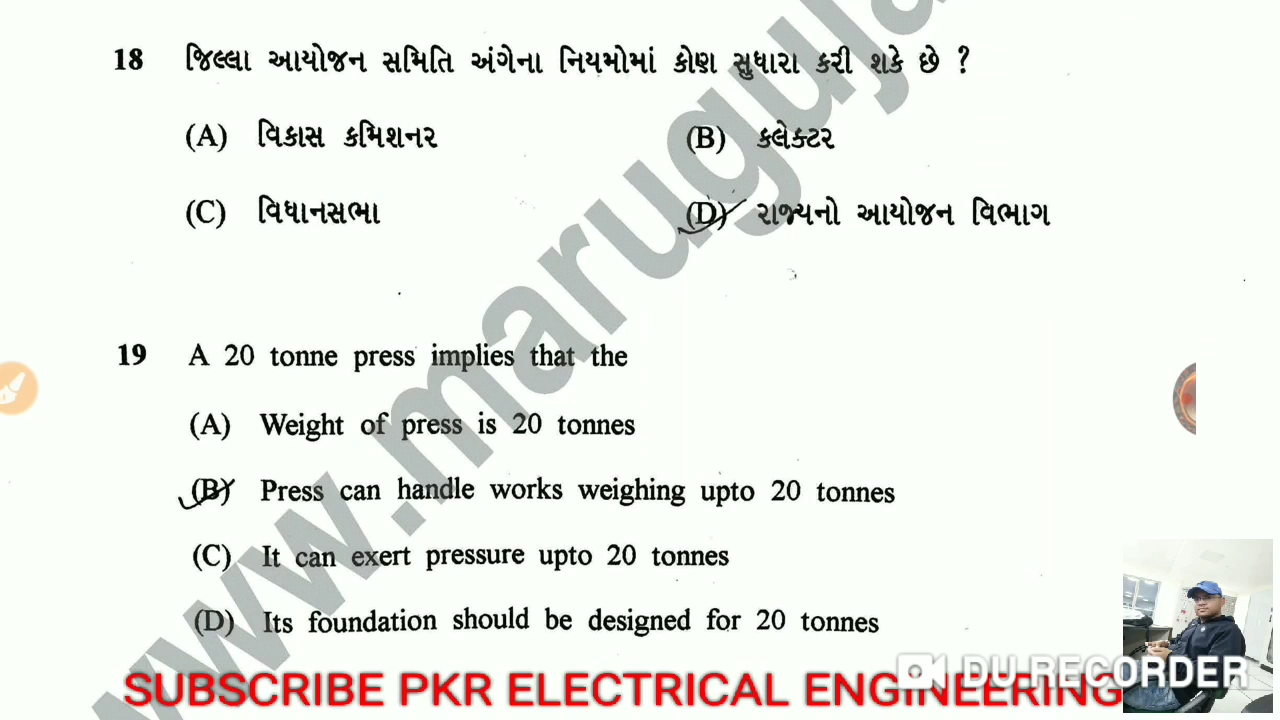 18 જિલ્લા આયોજન સમિતિ અંગેના નિયમોમાં કોણ સુધારા કરી શકે છે ?
(A) વિકાસ કમિશનર (B) કલેક્ટર
(C) વિધાનસભા (D) રાજ્યનો આયોજન વિભાગ
19 A 20 tonne press implies that the
(A) Weight of press is 20 tonnes
(B) Press can handle works weighing upto 20 tonnes
(C) It can exert pressure upto 20 tonnes
(D) Its foundation should be designed for 20 tonnes
www.marugujar
DU RECORDER
SUBSCRIBE PKR ELECTRICAL ENGINEERING